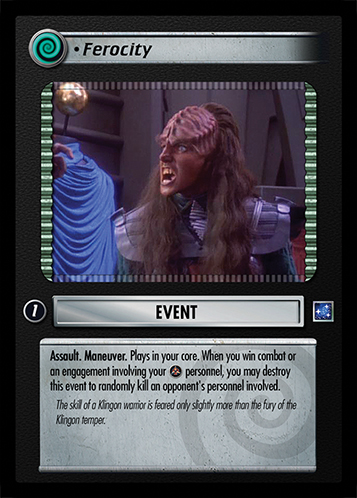 • Ferocity
1
EVENT
Assault. Maneuver. Plays in your core. When you win combat or
an engagement involving your personnel, you may destroy
this event to randomly kill an opponent's personnel involved.
The skill of a Klingon warrior is feared only slightly more than the fury of the
Klingon temper.